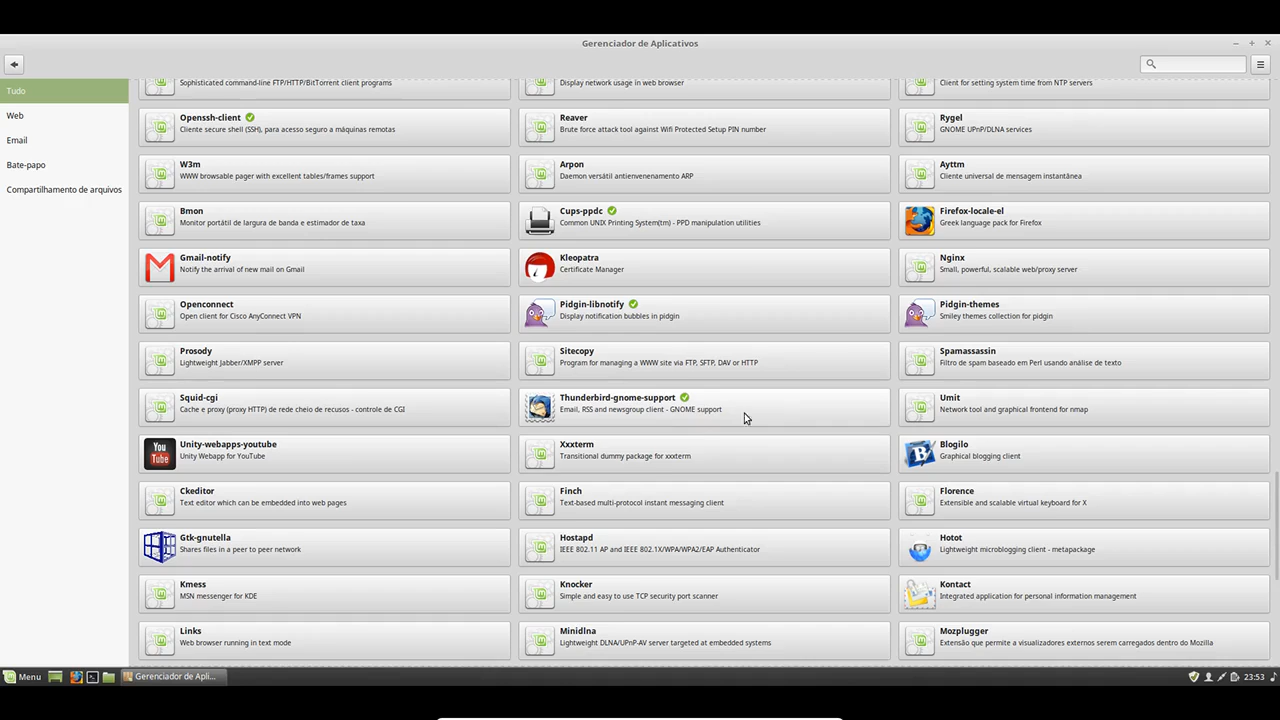 Gerenciador de Aplicativos
Tudo
Web
Email
Bate-papo
Compartilhamento de arquivos
Sophisticated command-line FTP/HTTP/BitTorrent client programs
Display network usage in web browser
Client for setting system time from NTP servers
Openssh-client
Cliente secure shell (SSH), para acesso seguro a máquinas remotas
Reaver
Brute force attack tool against Wifi Protected Setup PIN number
Rygel
GNOME UPnP/DLNA services
W3m
WWW browsable pager with excellent tables/frames support
Arpon
Daemon versátil antienvenenamento ARP
Ayttm
Cliente universal de mensagem instantânea
Bmon
Monitor portátil de largura de banda e estimador de taxa
Cups-ppdc
Common UNIX Printing System(tm) - PPD manipulation utilities
Firefox-locale-el
Greek language pack for Firefox
Gmail-notify
Notify the arrival of new mail on Gmail
Kleopatra
Certificate Manager
Nginx
Small, powerful, scalable web/proxy server
Openconnect
Open client for Cisco AnyConnect VPN
Pidgin-libnotify
Display notification bubbles in pidgin
Pidgin-themes
Smiley themes collection for pidgin
Prosody
Lightweight Jabber/XMPP server
Sitecopy
Program for managing a WWW site via FTP, SFTP, DAV or HTTP
Spamassassin
Filtro de spam baseado em Perl usando análise de texto
Squid-cgi
Cache e proxy (proxy HTTP) de rede cheio de recusos - controle de CGI
Thunderbird-gnome-support
Email, RSS and newsgroup client - GNOME support
Umit
Network tool and graphical frontend for nmap
You
Tube
Unity-webapps-youtube
Unity Webapp for YouTube
Xxxterm
Transitional dummy package for xxxterm
Blogilo
Graphical blogging client
Ckeditor
Text editor which can be embedded into web pages
Finch
Text-based multi-protocol instant messaging client
Florence
Extensible and scalable virtual keyboard for X
Gtk-gnutella
Shares files in a peer to peer network
Hostapd
IEEE 802.11 AP and IEEE 802.1X/WPA/WPA2/EAP Authenticator
Hotot
Lightweight microblogging client - metapackage
Kmess
MSN messenger for KDE
Knocker
Simple and easy to use TCP security port scanner
Kontact
Integrated application for personal information management
Links
Web browser running in text mode
Minidlna
Lightweight DLNA/UPnP-AV server targeted at embedded systems
Mozplugger
Extensão que permite a visualizadores externos serem carregados dentro do Mozilla
Menu
Gerenciador de Apli...
23:53